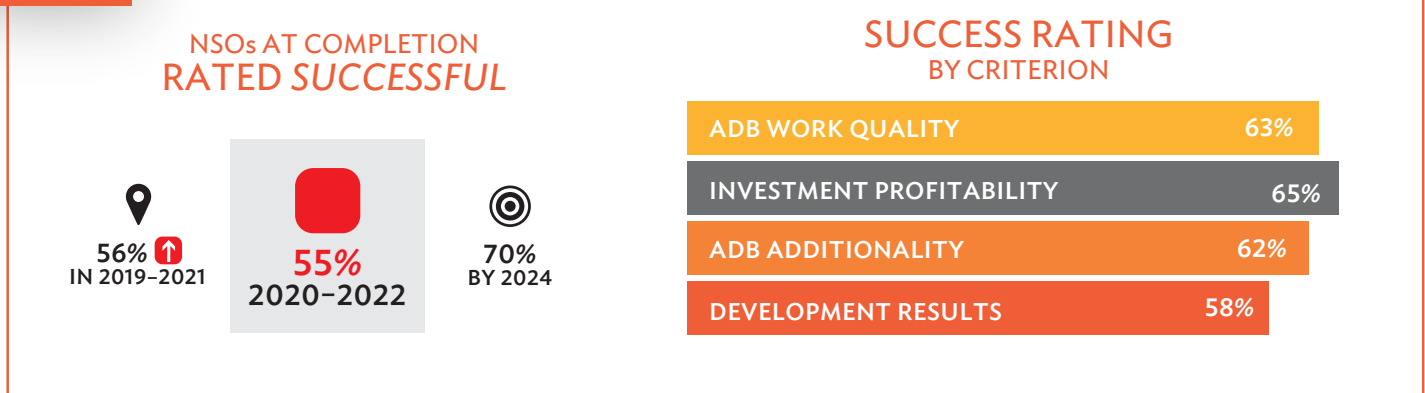 NSOs AT COMPLETION
RATED SUCCESSFUL
56%
IN 2019–2021
55%
2020–2022
70%
BY 2024
SUCCESS RATING
BY CRITERION
ADB WORK QUALITY 63%
INVESTMENT PROFITABILITY 65%
ADB ADDITIONALITY 62%
DEVELOPMENT RESULTS 58%